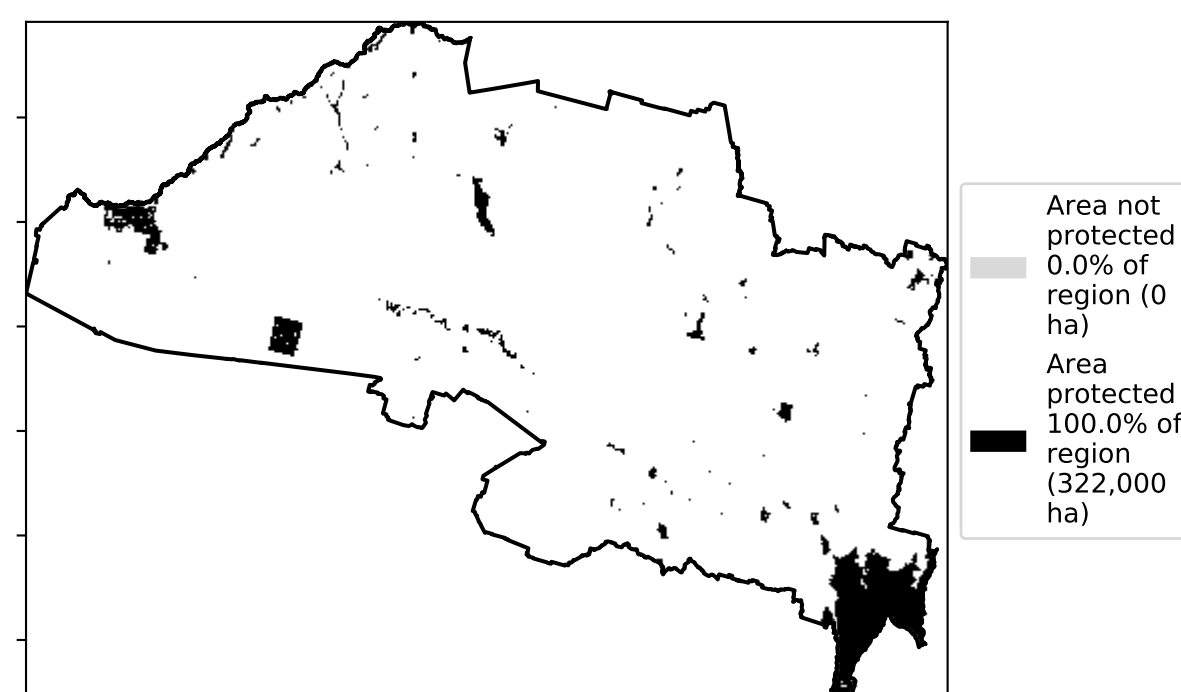 Area not
protected
0.0% of
region (0
ha)
Area
protected
100.0% of
region
(322,000
ha)